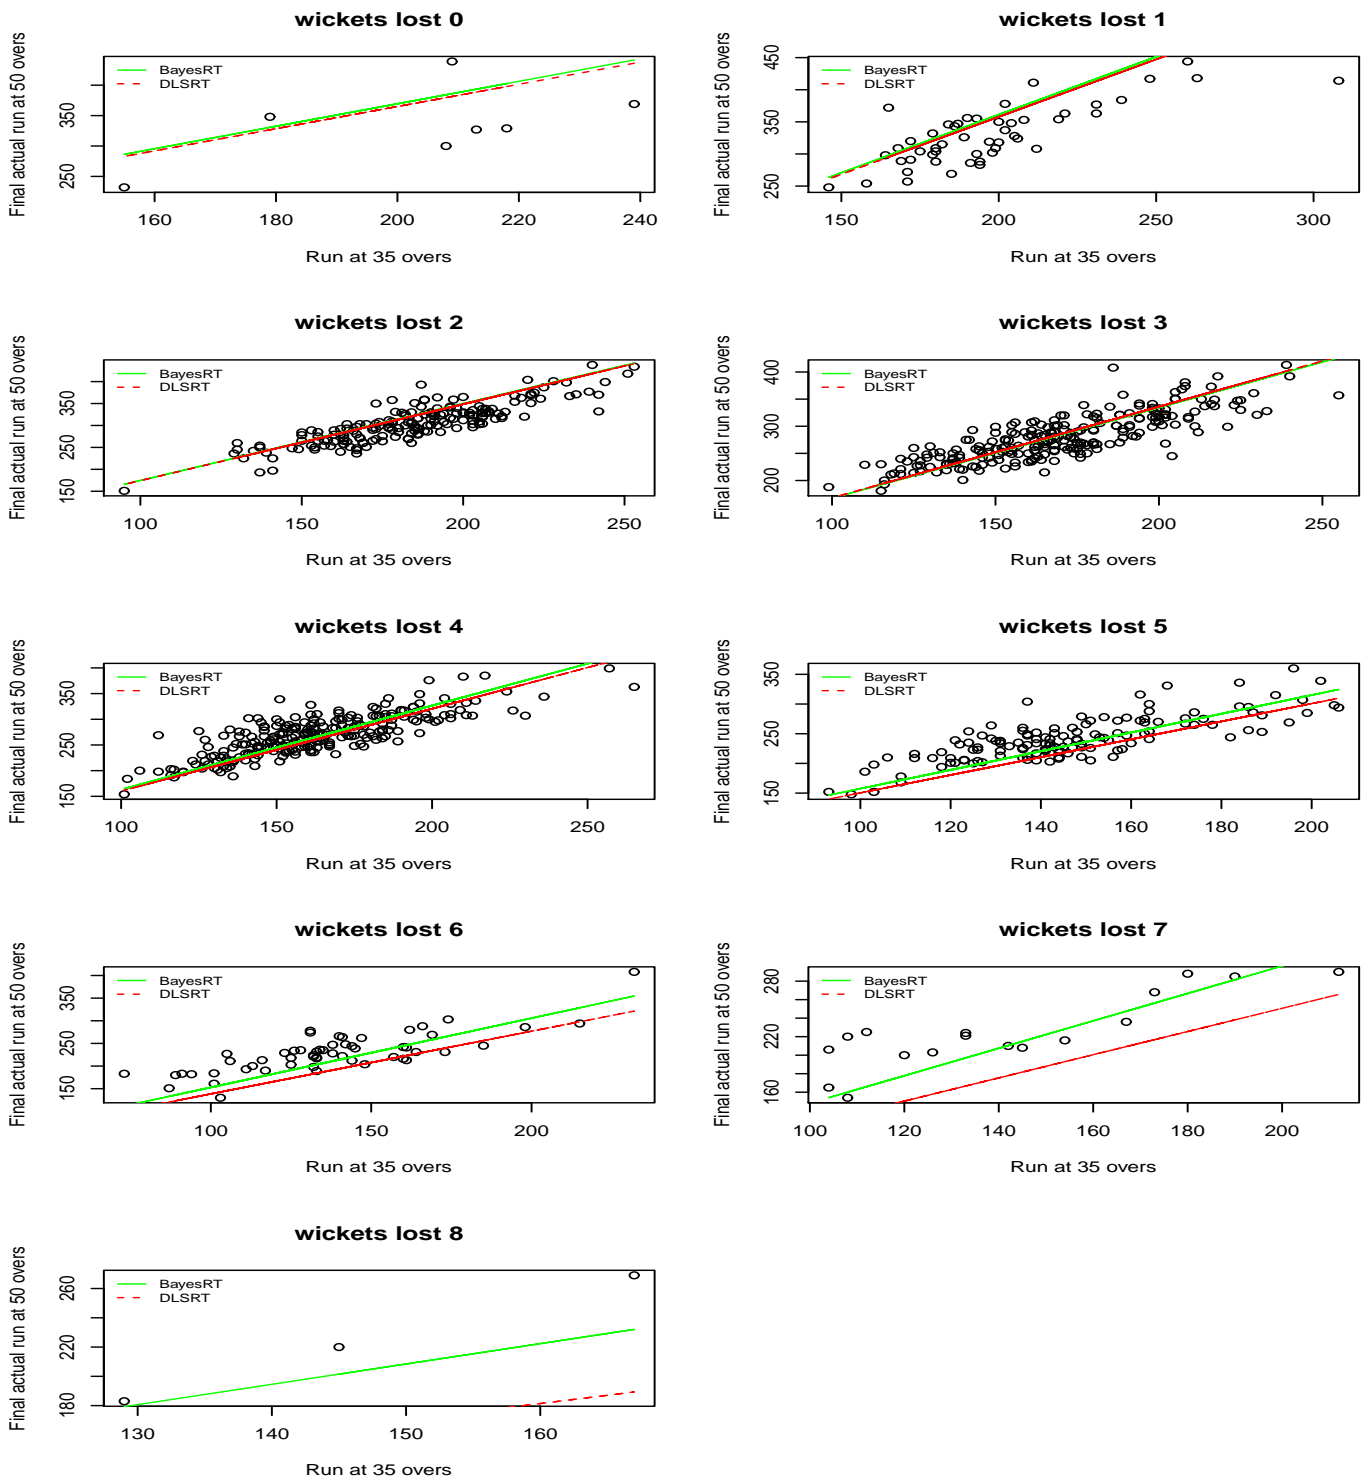 wickets lost 0
Final actual run at 50 overs
250 350
BayesRT
DLSRT
160 180 200 220 240
Run at 35 overs
wickets lost 1
Final actual run at 50 overs
250 350 450
BayesRT
DLSRT
150 200 250 300
Run at 35 overs
wickets lost 2
Final actual run at 50 overs
150 250 350
BayesRT
DLSRT
100 150 200 250
Run at 35 overs
wickets lost 3
Final actual run at 50 overs
200 300 400
BayesRT
DLSRT
100 150 200 250
Run at 35 overs
wickets lost 4
Final actual run at 50 overs
150 250 350
BayesRT
DLSRT
100 150 200 250
Run at 35 overs
wickets lost 5
Final actual run at 50 overs
150 250 350
BayesRT
DLSRT
100 120 140 160 180 200
Run at 35 overs
wickets lost 6
Final actual run at 50 overs
150 250 350
BayesRT
DLSRT
100 150 200
Run at 35 overs
wickets lost 7
Final actual run at 50 overs
160 220 280
BayesRT
DLSRT
100 120 140 160 180 200
Run at 35 overs
wickets lost 8
Final actual run at 50 overs
180 220 260
BayesRT
DLSRT
130 140 150 160
Run at 35 overs